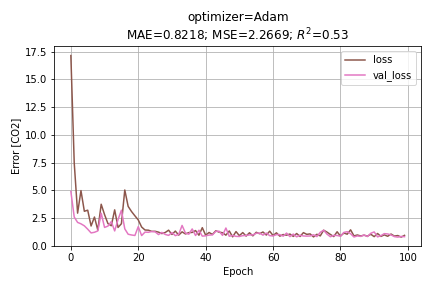 optimizer=Adam
MAE=0.8218; MSE=2.2669; R²=0.53
17.5
15.0
12.5
10.0
7.5
5.0
2.5
0.0
Error [CO2]
loss
val_loss
0 20 40 60 80 100
Epoch